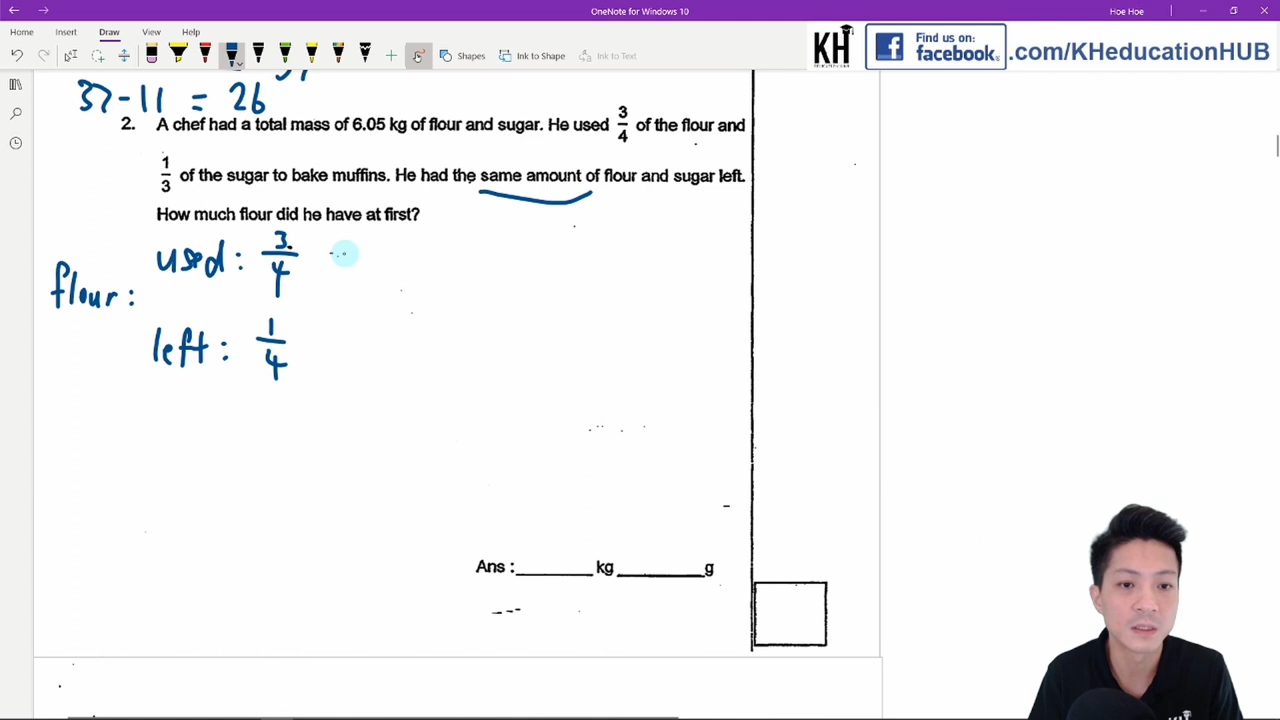 OneNote for Windows 10
Hoe Hoe
Home Insert Draw View Help
Shapes Ink to Shape Ink to Text
KH
Find us on:
facebook.
.com/KHeducationHUB
37-11 = 26
2. A chef had a total mass of 6.05 kg of flour and sugar. He used 3/4 of the flour and
1/3 of the sugar to bake muffins. He had the same amount of flour and sugar left.
How much flour did he have at first?
used: 3/4
flour:
left: 1/4
Ans : ________ kg ________ g
KH